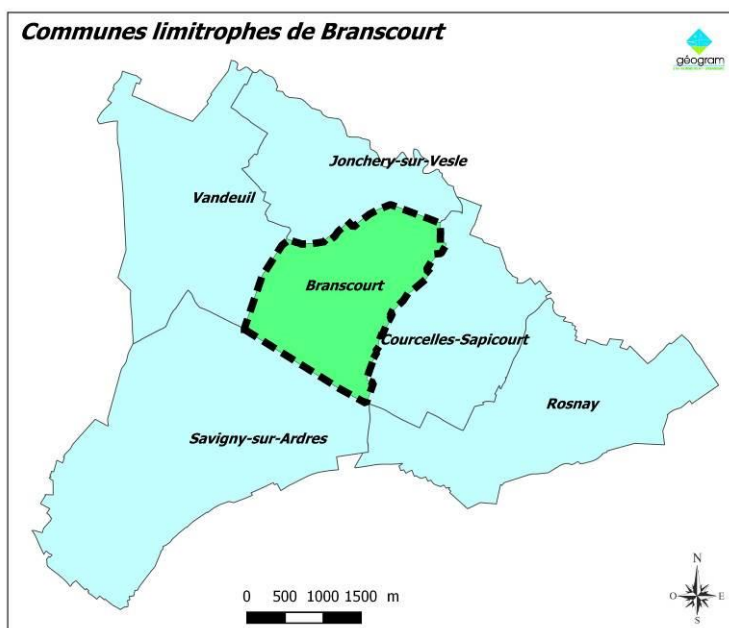 Communes limitrophes de Branscourt
géogram
Jonchery-sur-Vesle
Vandeuil
Branscourt
Courcelles-Sapicourt
Rosnay
Savigny-sur-Ardres
0 500 1000 1500 m
N
O E
S